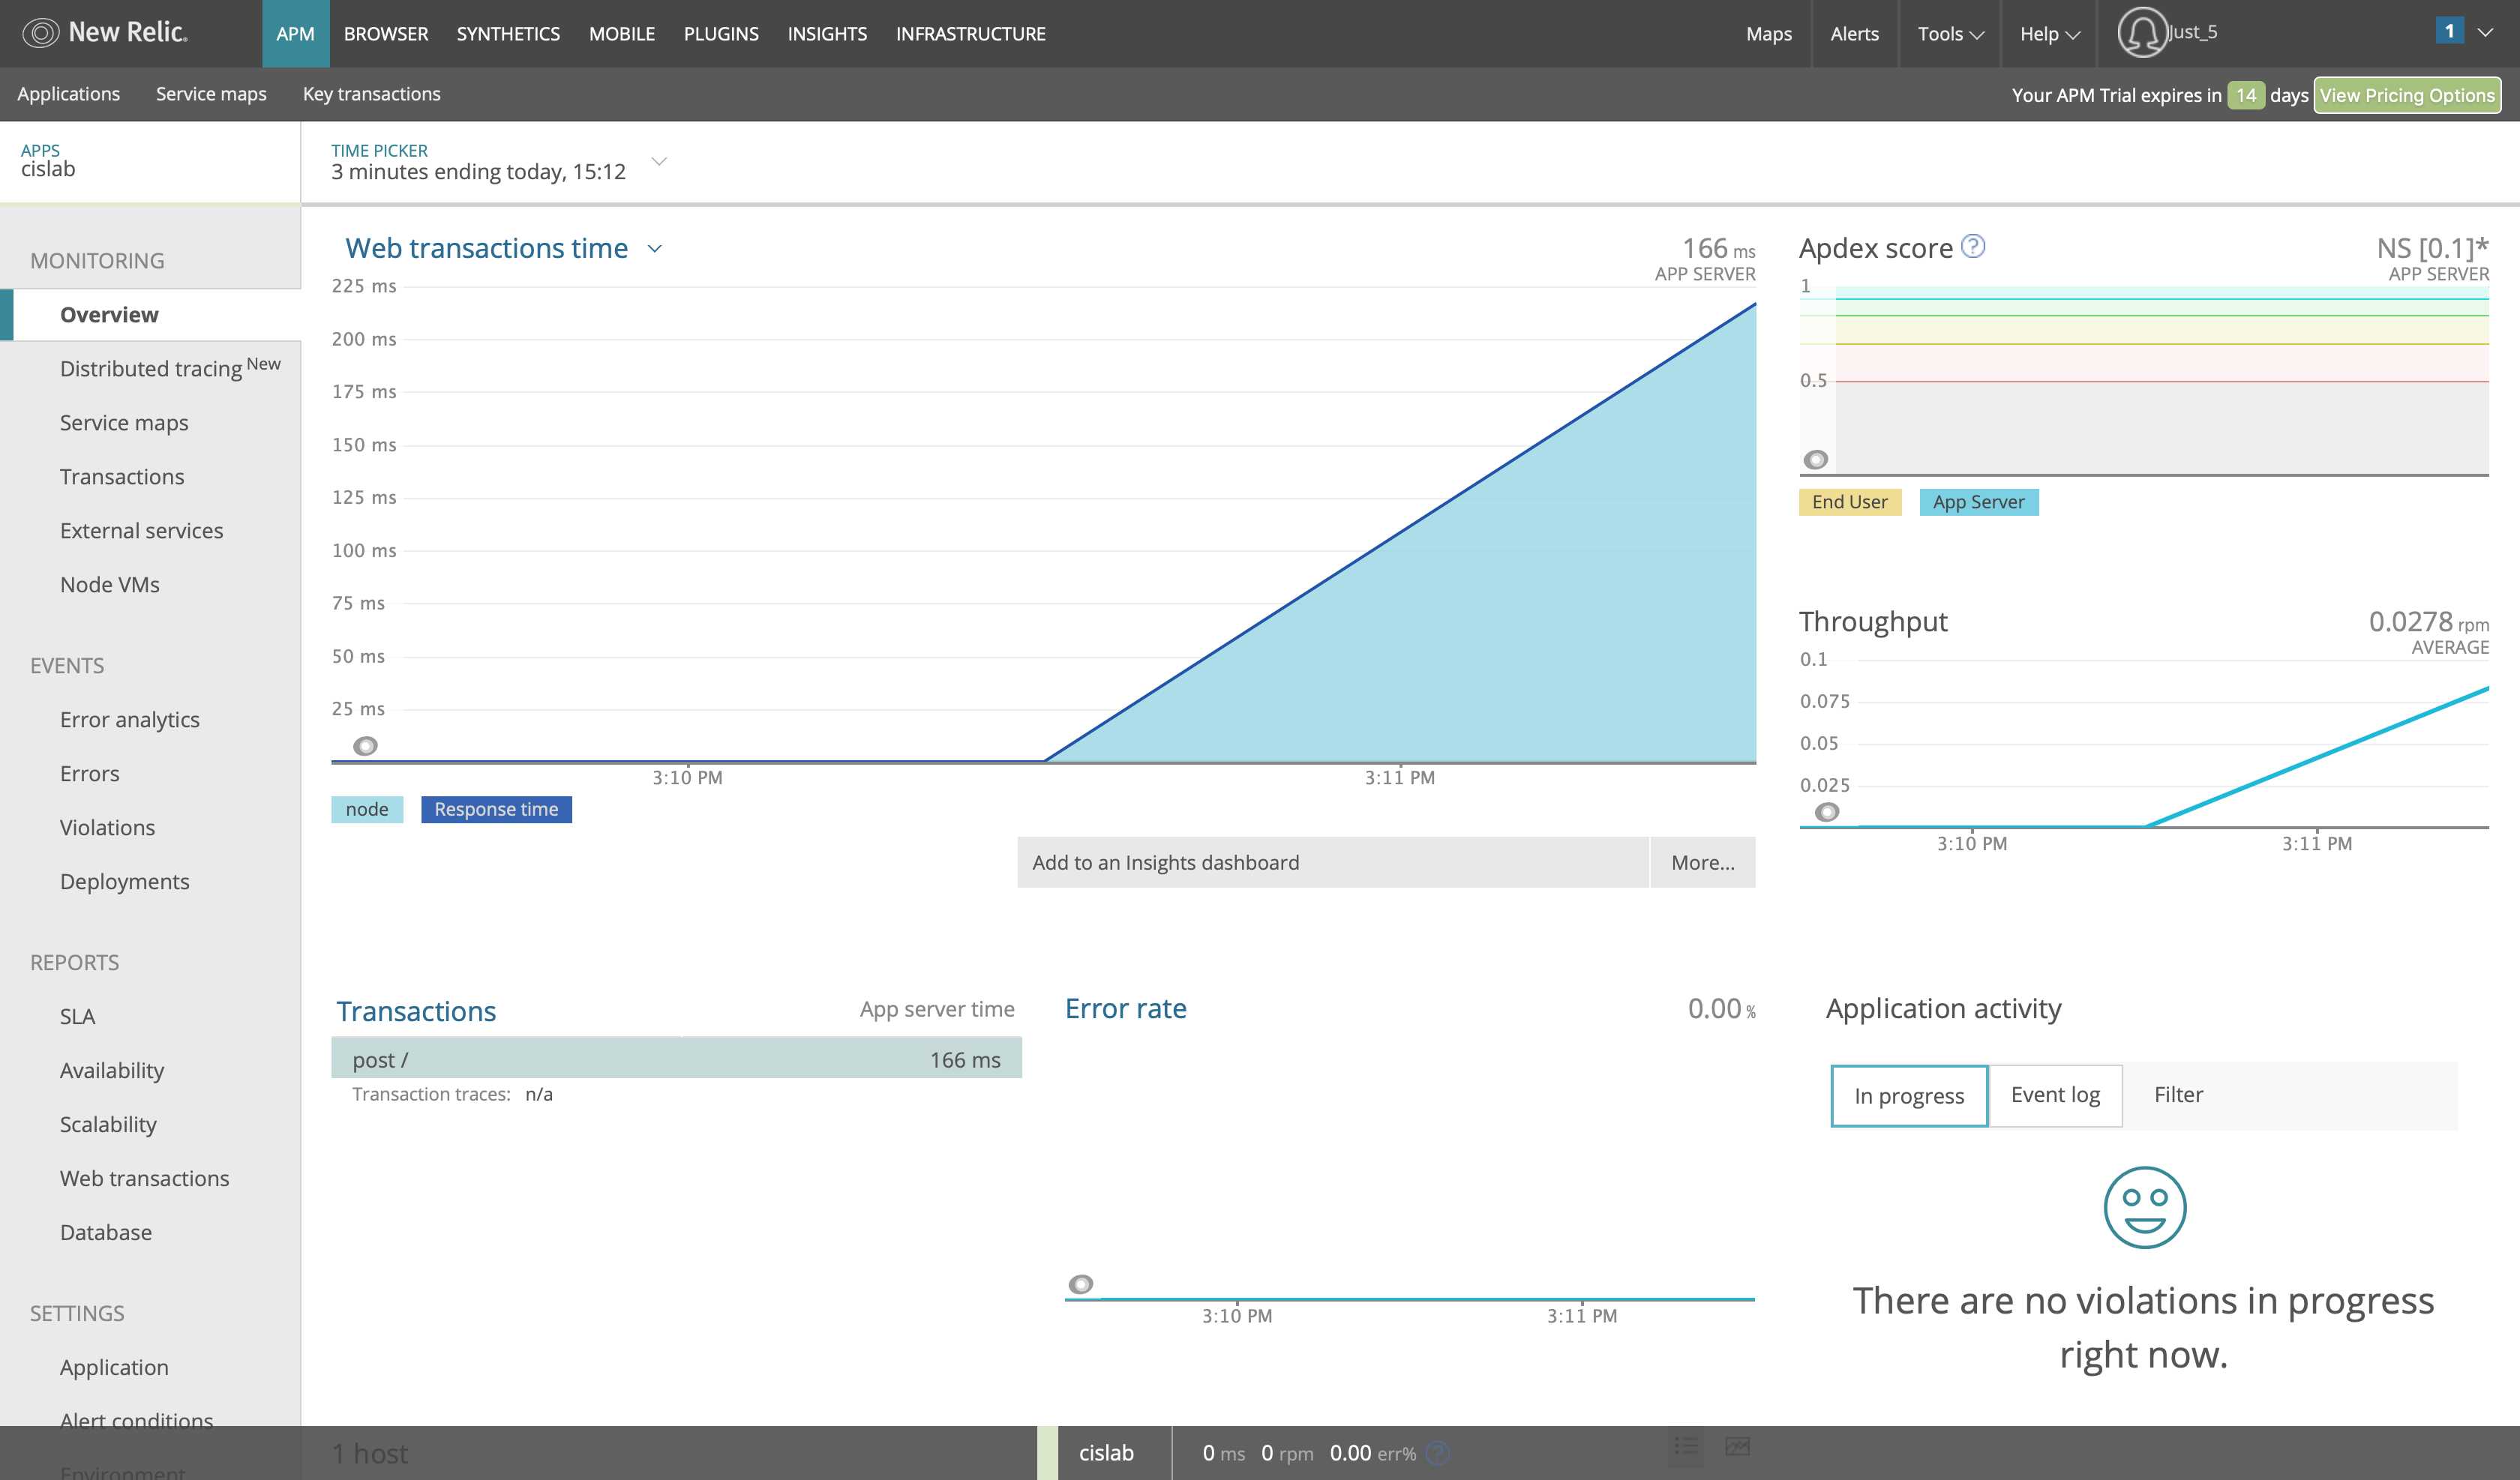 New Relic.
APM BROWSER SYNTHETICS MOBILE PLUGINS INSIGHTS INFRASTRUCTURE
Maps Alerts Tools Help Just_5 1
Applications Service maps Key transactions
Your APM Trial expires in 14 days View Pricing Options
APPS
cislab
TIME PICKER
3 minutes ending today, 15:12
MONITORING
Overview
Distributed tracing New
Service maps
Transactions
External services
Node VMs
EVENTS
Error analytics
Errors
Violations
Deployments
REPORTS
SLA
Availability
Scalability
Web transactions
Database
SETTINGS
Application
Alert conditions
Environment
Web transactions time
166 ms
APP SERVER
225 ms
200 ms
175 ms
150 ms
125 ms
100 ms
75 ms
50 ms
25 ms
3:10 PM 3:11 PM
node Response time
Add to an Insights dashboard More...
Apdex score ?
NS [0.1]*
APP SERVER
1
0.5
End User App Server
Throughput
0.0278 rpm
AVERAGE
0.1
0.075
0.05
0.025
3:10 PM 3:11 PM
Transactions App server time
post / 166 ms
Transaction traces: n/a
Error rate 0.00 %
3:10 PM 3:11 PM
Application activity
In progress Event log Filter
There are no violations in progress
right now.
1 host
cislab 0 ms 0 rpm 0.00 err% ?